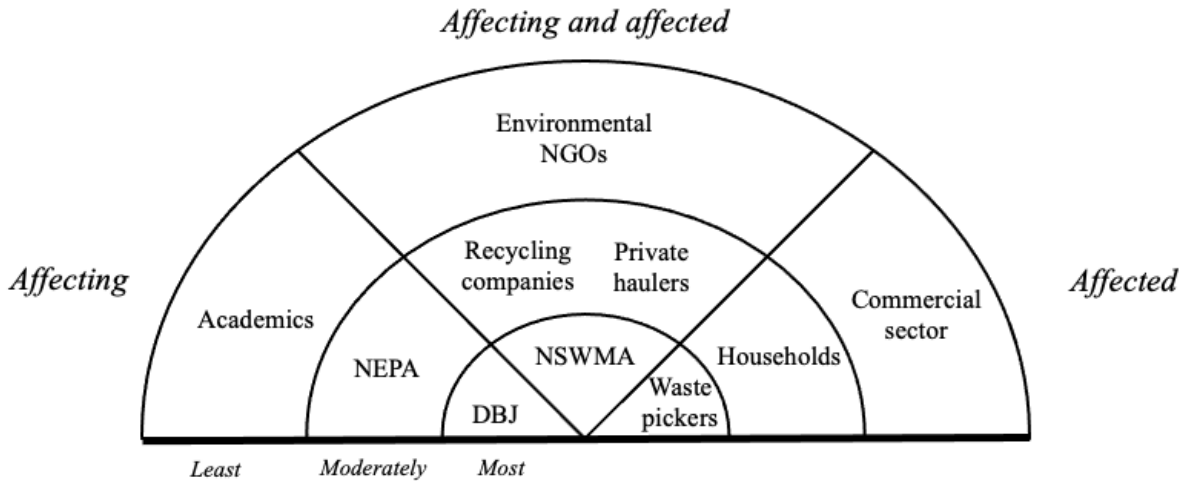 Affecting and affected
Environmental
NGOs
Recycling
companies
Private
haulers
Affecting
Affected
Academics
Commercial
sector
NEPA
NSWMA
Households
DBJ
Waste
pickers
Least
Moderately
Most